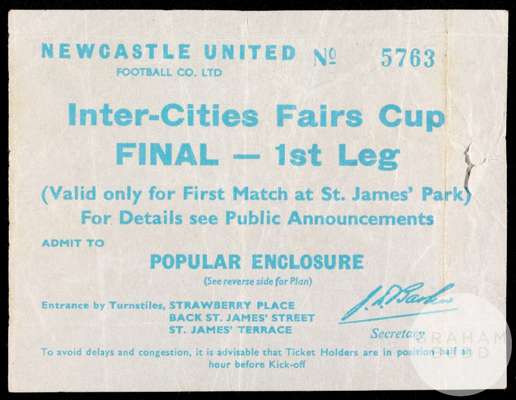 NEWCASTLE UNITED Nº 5763
FOOTBALL CO. LTD
Inter-Cities Fairs Cup
FINAL — 1st Leg
(Valid only for First Match at St. James' Park)
For Details see Public Announcements
ADMIT TO
POPULAR ENCLOSURE
(See reverse side for Plan)
Entrance by Turnstiles, STRAWBERRY PLACE
BACK ST. JAMES' STREET
ST. JAMES' TERRACE
Secretary
To avoid delays and congestion, it is advisable that Ticket Holders are in position half an
hour before Kick-off